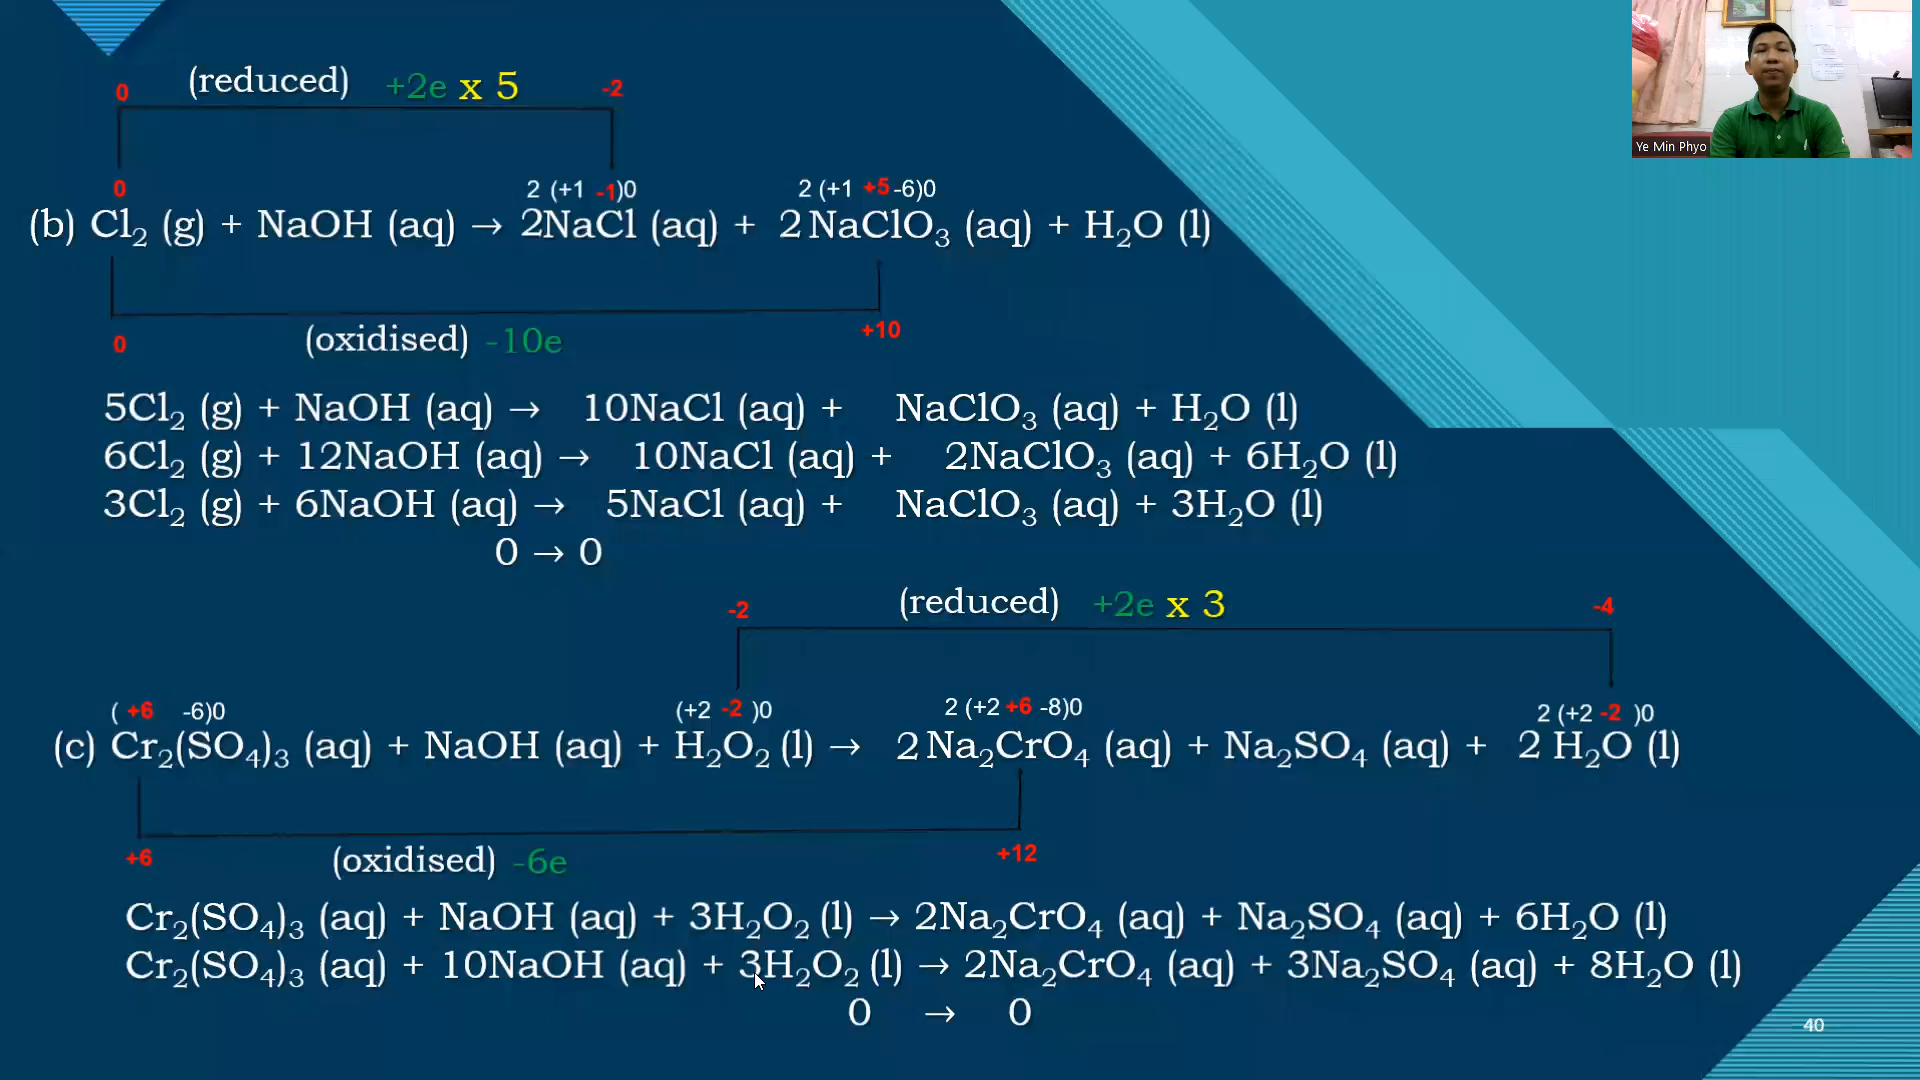 0 (reduced) +2e x 5 -2
0 2 (+1 -1)0 2 (+1 +5 -6)0
(b) Cl₂ (g) + NaOH (aq) → 2NaCl (aq) + 2 NaClO₃ (aq) + H₂O (l)
0 (oxidised) -10e +10
5Cl₂ (g) + NaOH (aq) → 10NaCl (aq) + NaClO₃ (aq) + H₂O (l)
6Cl₂ (g) + 12NaOH (aq) → 10NaCl (aq) + 2NaClO₃ (aq) + 6H₂O (l)
3Cl₂ (g) + 6NaOH (aq) → 5NaCl (aq) + NaClO₃ (aq) + 3H₂O (l)
0 → 0
-2 (reduced) +2e x 3 -4
( +6 -6)0 (+2 -2 )0 2 (+2 +6 -8)0 2 (+2 -2 )0
(c) Cr₂(SO₄)₃ (aq) + NaOH (aq) + H₂O₂ (l) → 2 Na₂CrO₄ (aq) + Na₂SO₄ (aq) + 2 H₂O (l)
+6 (oxidised) -6e +12
Cr₂(SO₄)₃ (aq) + NaOH (aq) + 3H₂O₂ (l) → 2Na₂CrO₄ (aq) + Na₂SO₄ (aq) + 6H₂O (l)
Cr₂(SO₄)₃ (aq) + 10NaOH (aq) + 3H₂O₂ (l) → 2Na₂CrO₄ (aq) + 3Na₂SO₄ (aq) + 8H₂O (l)
0 → 0
40
Ye Min Phyo